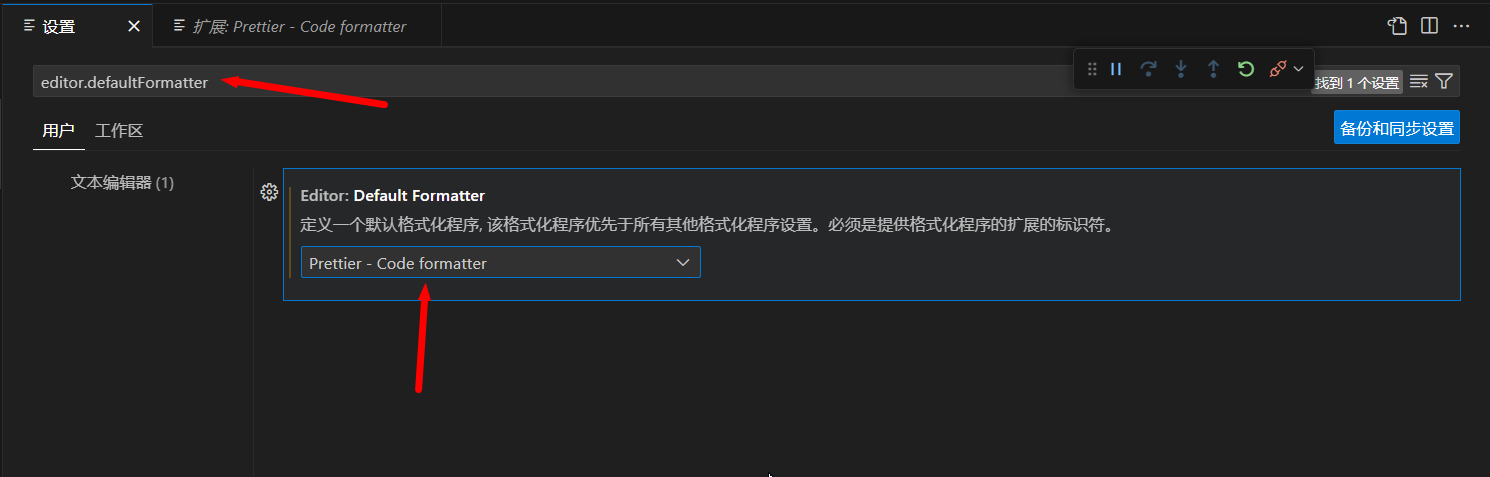 设置
扩展: Prettier - Code formatter
editor.defaultFormatter
找到 1 个设置
用户
工作区
备份和同步设置
文本编辑器 (1)
Editor: Default Formatter
定义一个默认格式化程序, 该格式化程序优先于所有其他格式化程序设置。必须是提供格式化程序的扩展的标识符。
Prettier - Code formatter